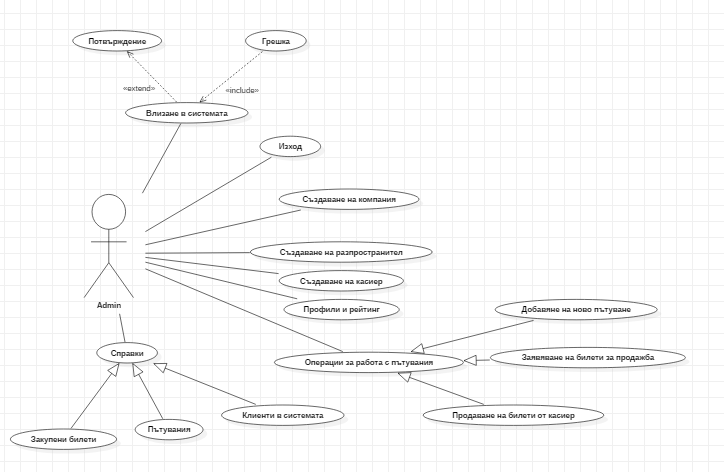 Потвърждение
Грешка
«extend»
«include»
Влизане в системата
Изход
Създаване на компания
Създаване на разпространител
Създаване на касиер
Профили и рейтинг
Admin
Добавяне на ново пътуване
Справки
Операции за работа с пътувания
Заявяване на билети за продажба
Клиенти в системата
Продаване на билети от касиер
Закупени билети
Пътувания